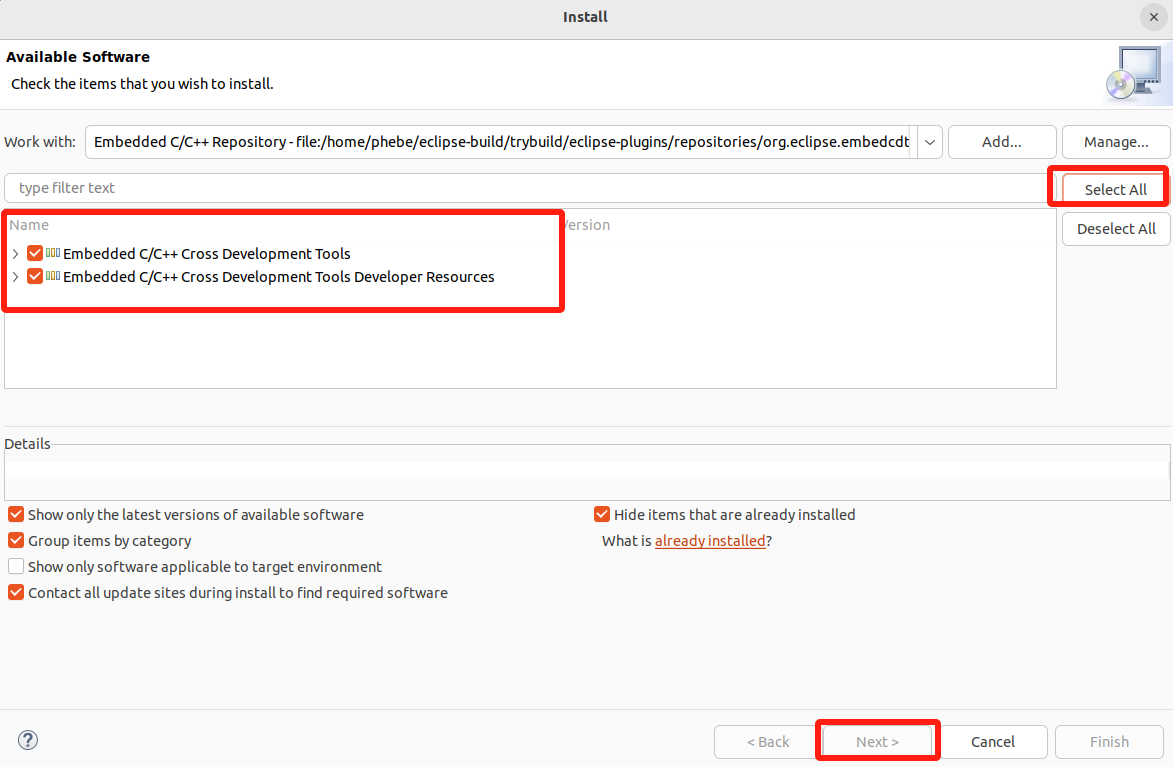 Install
Available Software
Check the items that you wish to install.
Work with: Embedded C/C++ Repository - file:/home/phebe/eclipse-build/trybuild/eclipse-plugins/repositories/org.eclipse.embedcdt Add... Manage...
type filter text Select All
Name Version
Deselect All
Embedded C/C++ Cross Development Tools
Embedded C/C++ Cross Development Tools Developer Resources
Details
Show only the latest versions of available software Hide items that are already installed
Group items by category What is already installed?
Show only software applicable to target environment
Contact all update sites during install to find required software
? < Back Next > Cancel Finish